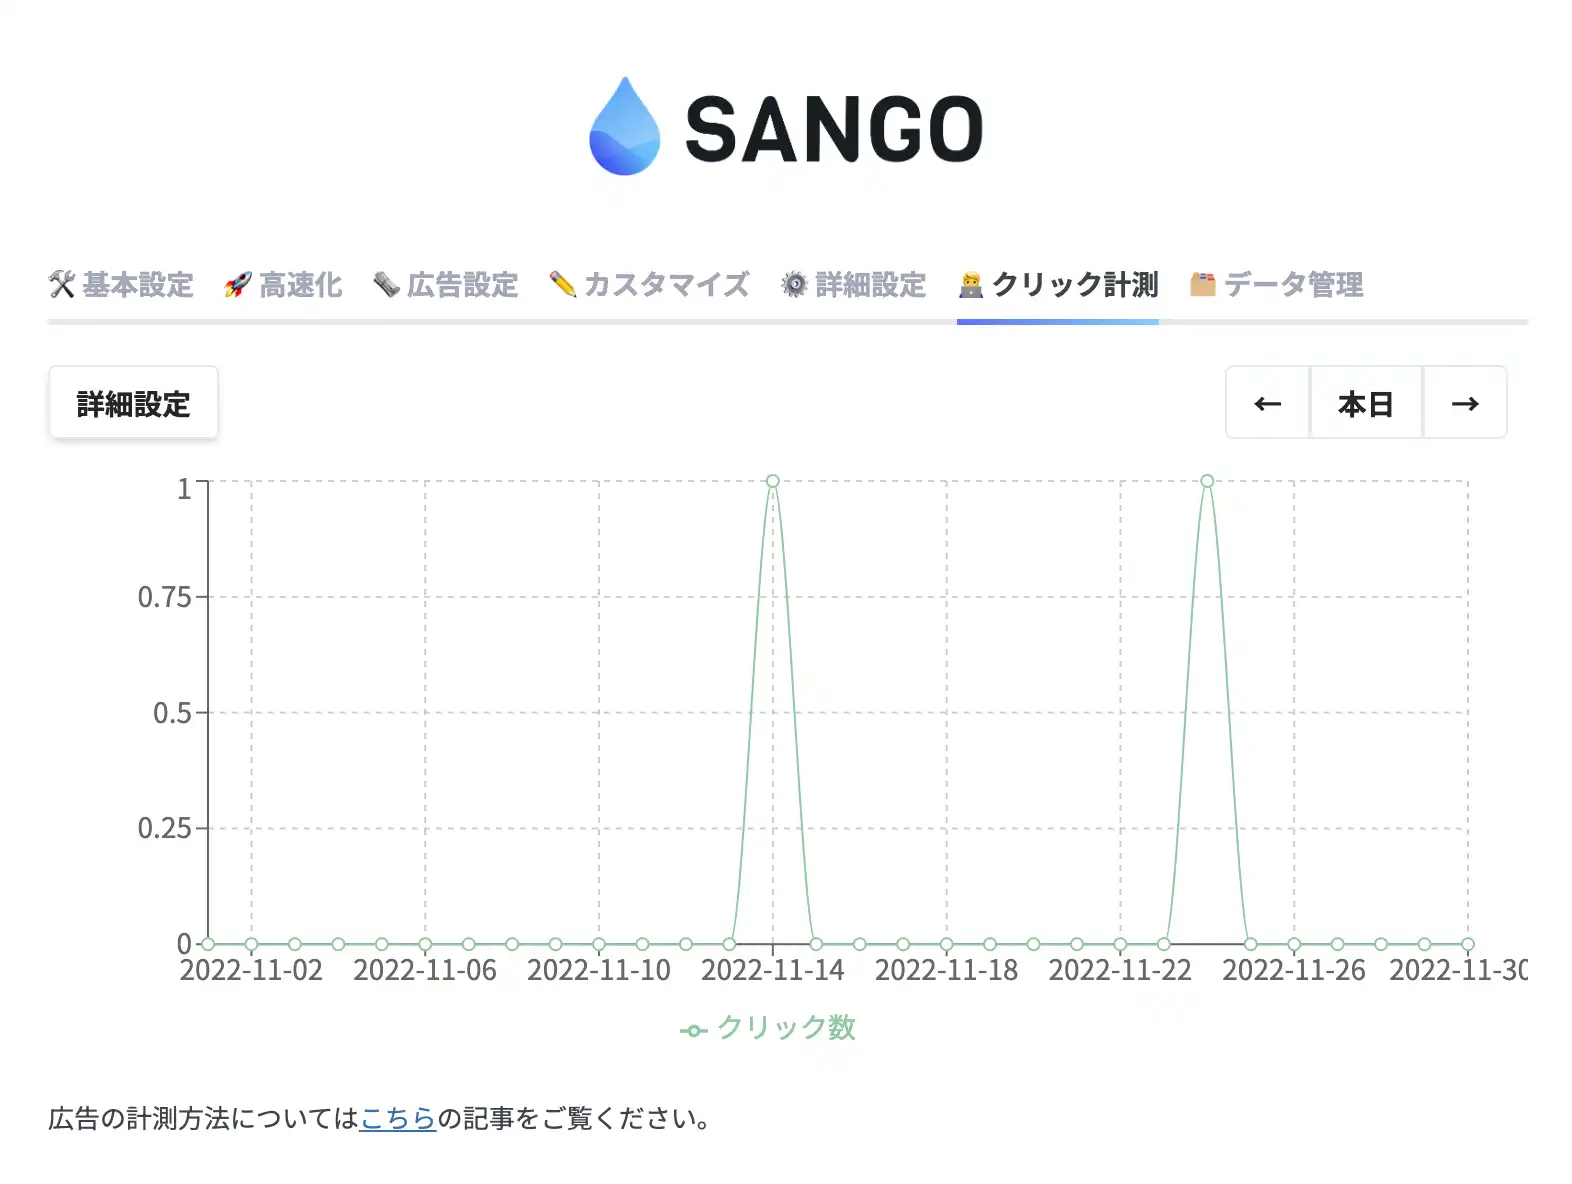 SANGO
基本設定 高速化 広告設定 カスタマイズ 詳細設定 クリック計測 データ管理
詳細設定 ← 本日 →
1
0.75
0.5
0.25
0
2022-11-02 2022-11-06 2022-11-10 2022-11-14 2022-11-18 2022-11-22 2022-11-26 2022-11-30
クリック数
広告の計測方法についてはこちらの記事をご覧ください。